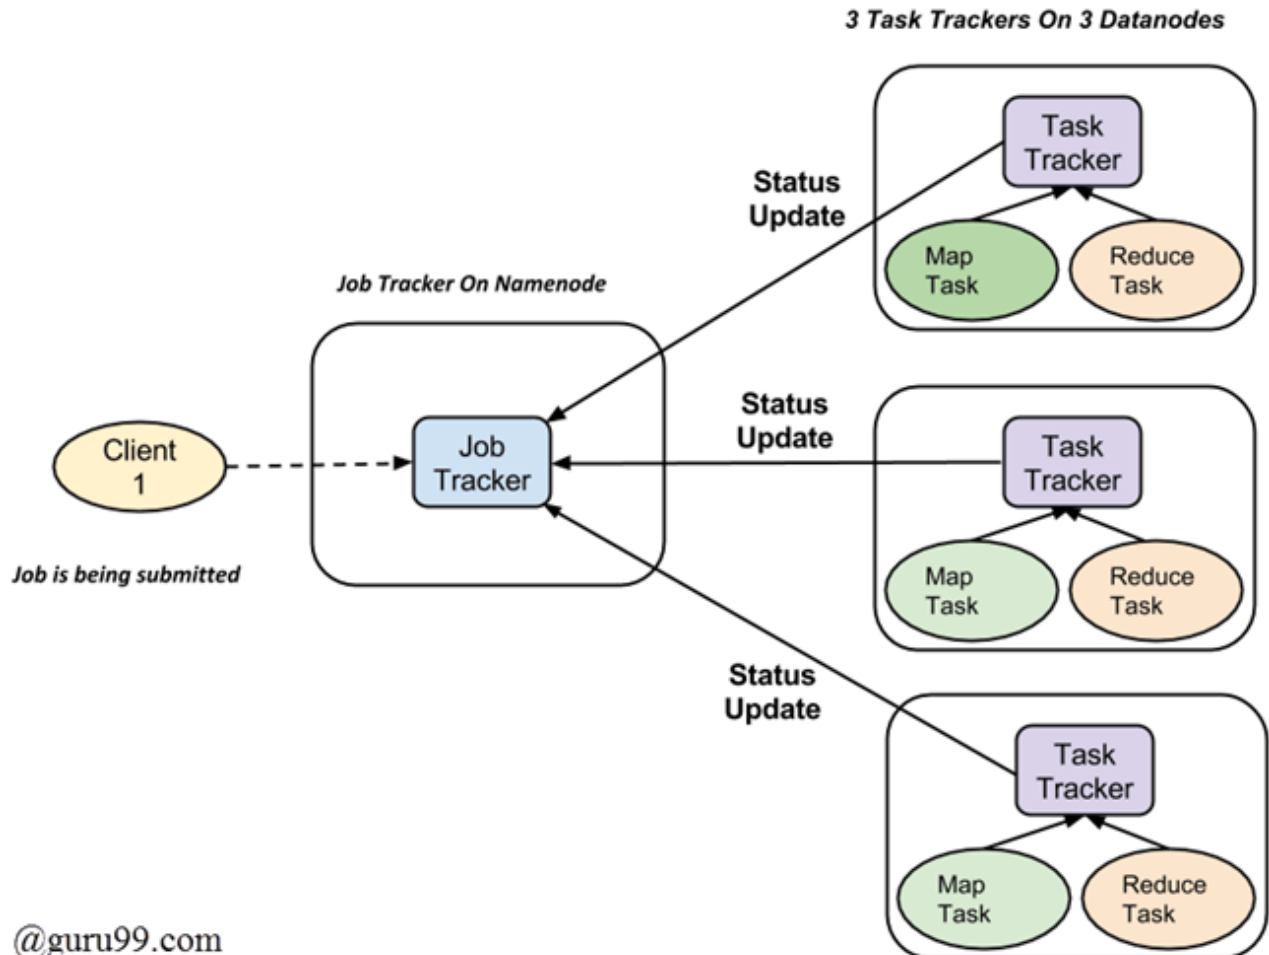 3 Task Trackers On 3 Datanodes
Task
Tracker
Status
Update
Map
Task
Reduce
Task
Job Tracker On Namenode
Client
1
Job
Tracker
Status
Update
Task
Tracker
Map
Task
Reduce
Task
Job is being submitted
Status
Update
Task
Tracker
Map
Task
Reduce
Task
@guru99.com